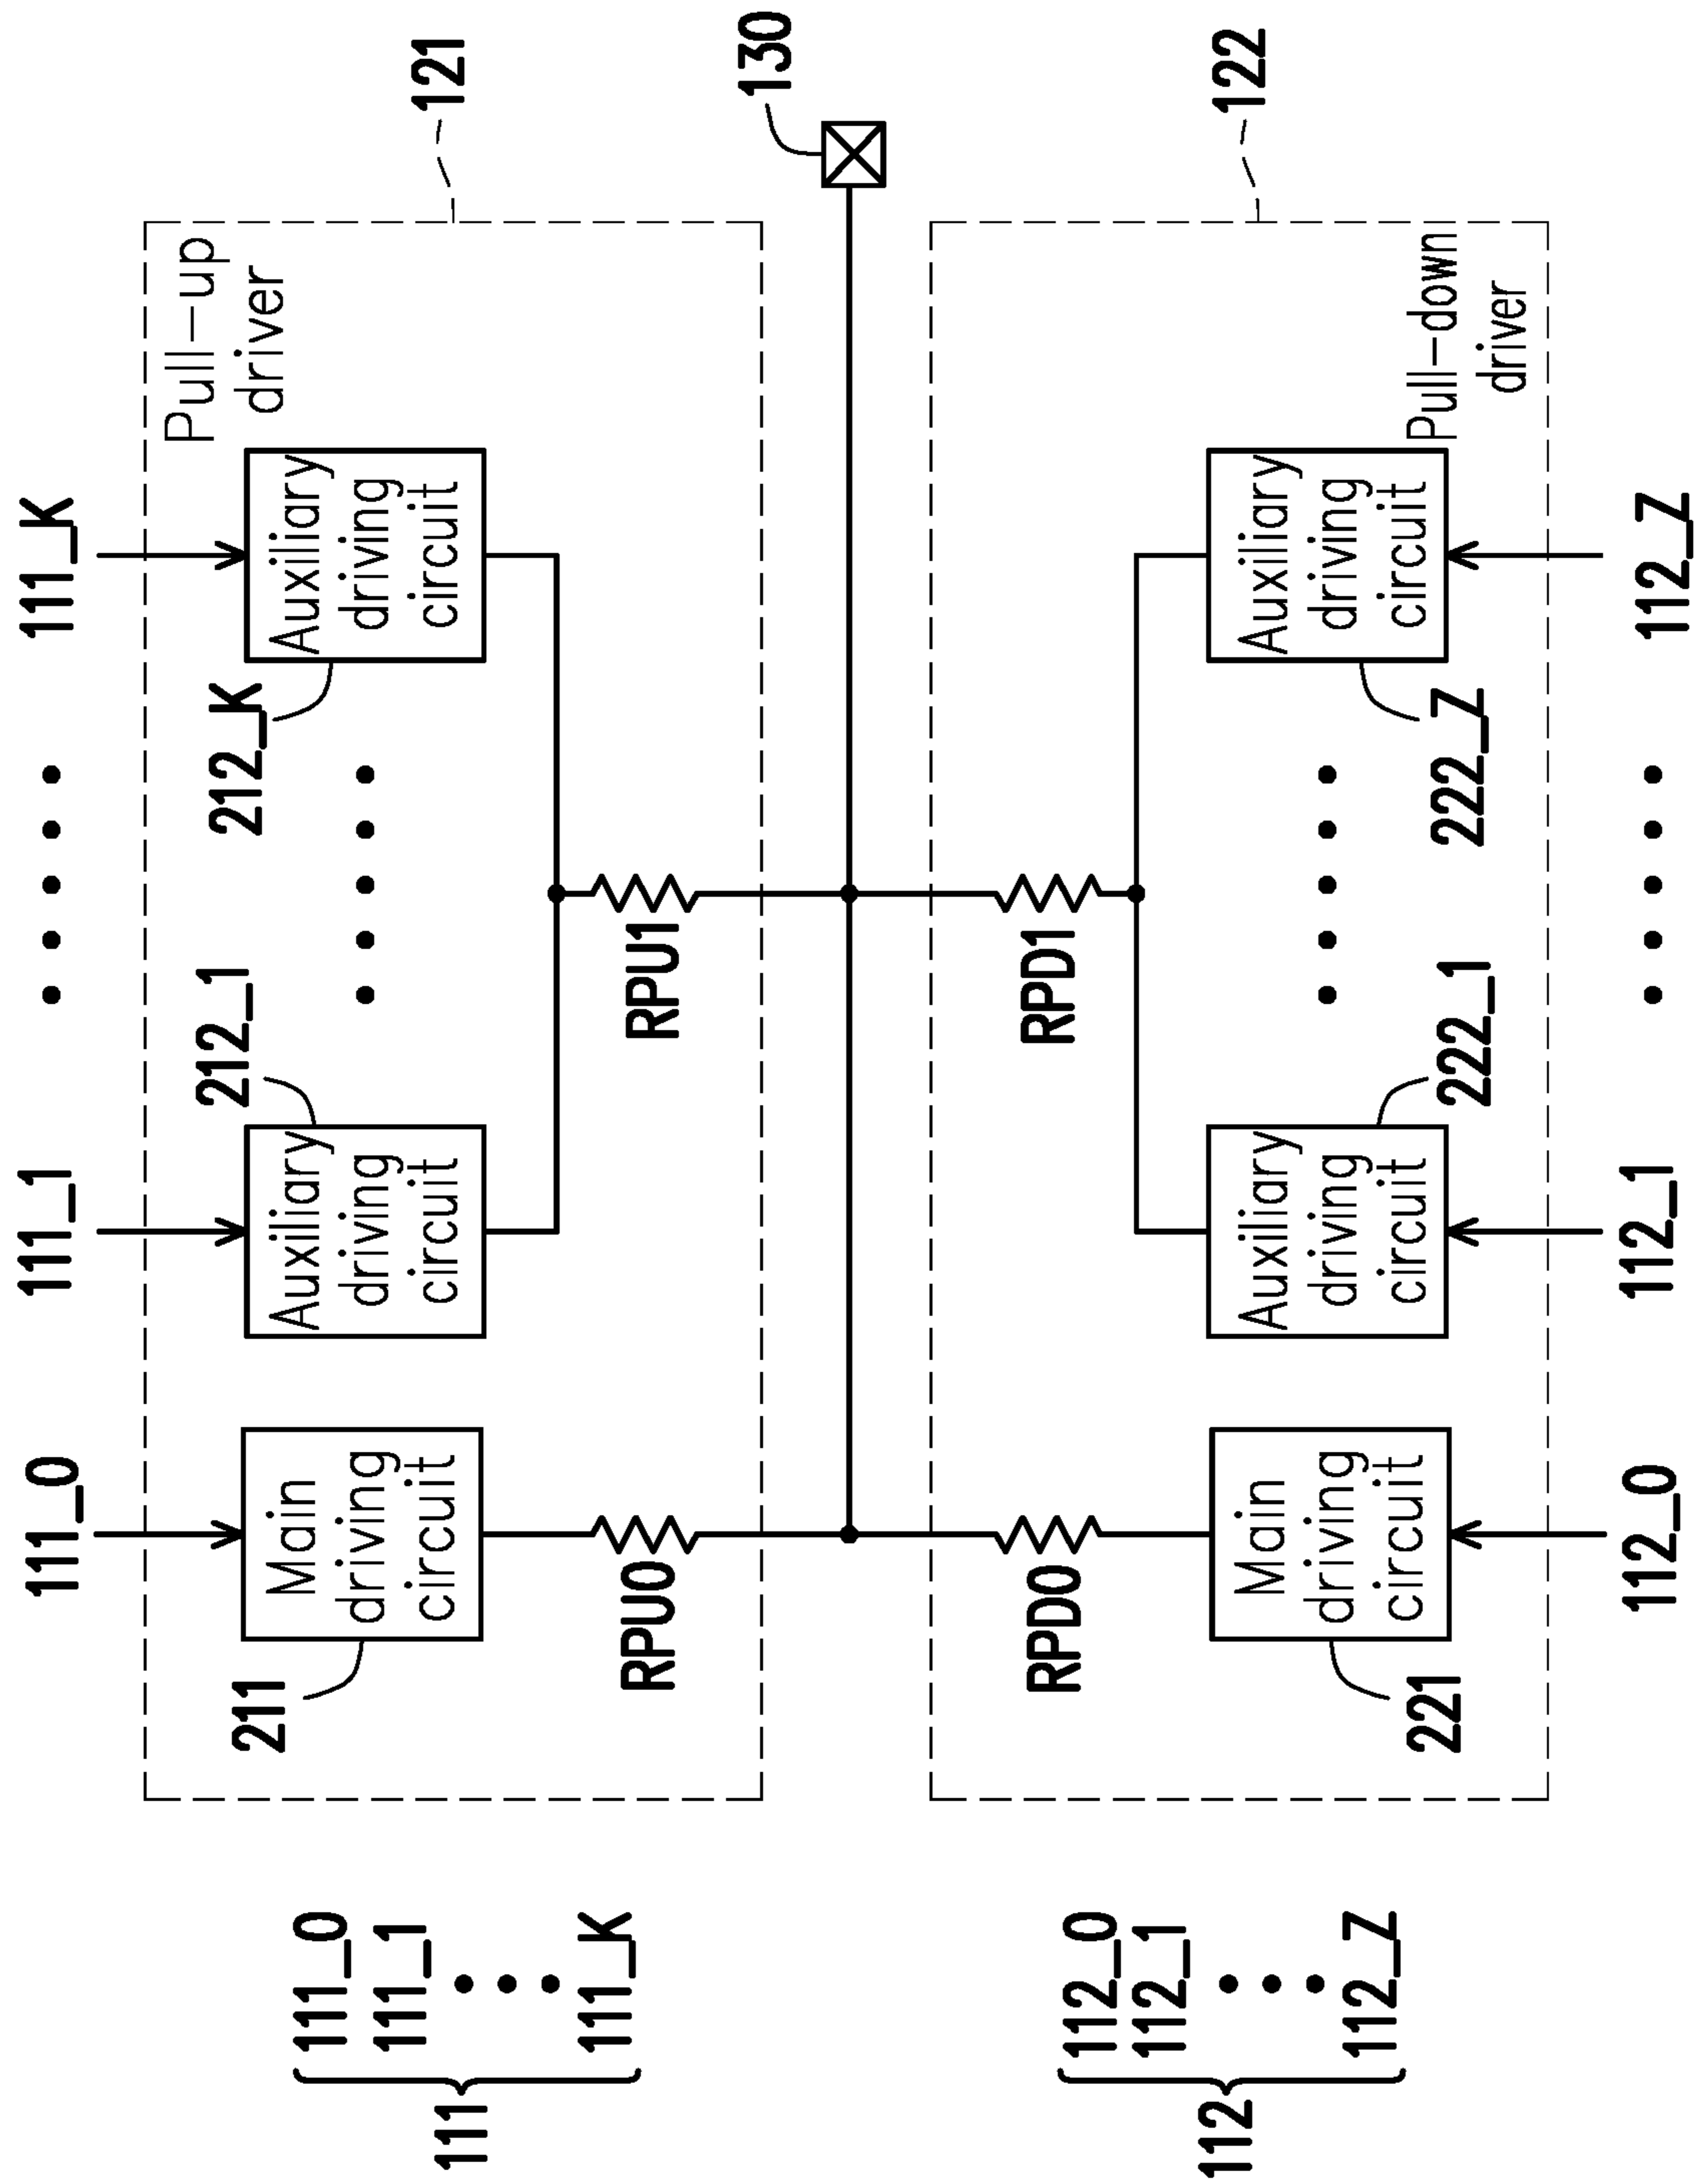 111_0
111_1
111_K
111
111_0
111_1
111_K
121
Pull-up
driver
211
Main
driving
circuit
212_1
Auxiliary
driving
circuit
212_K
Auxiliary
driving
circuit
RPU0
RPU1
130
RPD0
RPD1
122
221
Main
driving
circuit
222_1
Auxiliary
driving
circuit
222_Z
Auxiliary
driving
circuit
Pull-down
driver
112
112_0
112_1
112_Z
112_0
112_1
112_Z